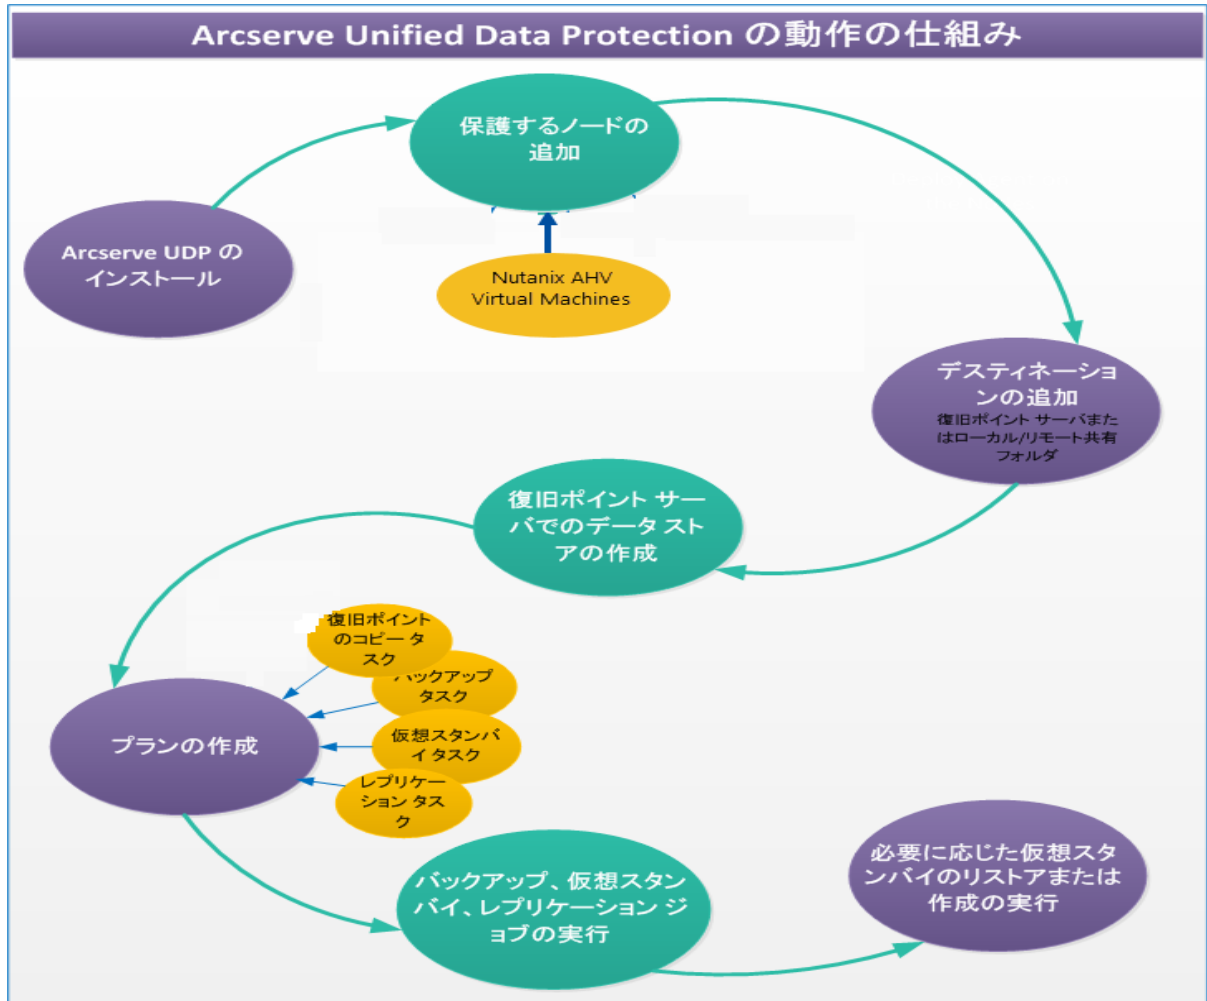 Arcserve Unified Data Protection の動作の仕組み
保護するノードの
追加
Arcserve UDP の
インストール
Nutanix AHV
Virtual Machines
デスティネーショ
ンの追加
復旧ポイント サーバまた
はローカル/リモート共有
フォルダ
復旧ポイント サー
バでのデータ スト
アの作成
復旧ポイント
のコピー タ
スク
バックアップ
タスク
仮想スタンバ
イ タスク
レプリケー
ション タス
ク
プランの作成
バックアップ、仮想スタン
バイ、レプリケーション ジ
ョブの実行
必要に応じた仮想スタ
ンバイのリストアまたは
作成の実行